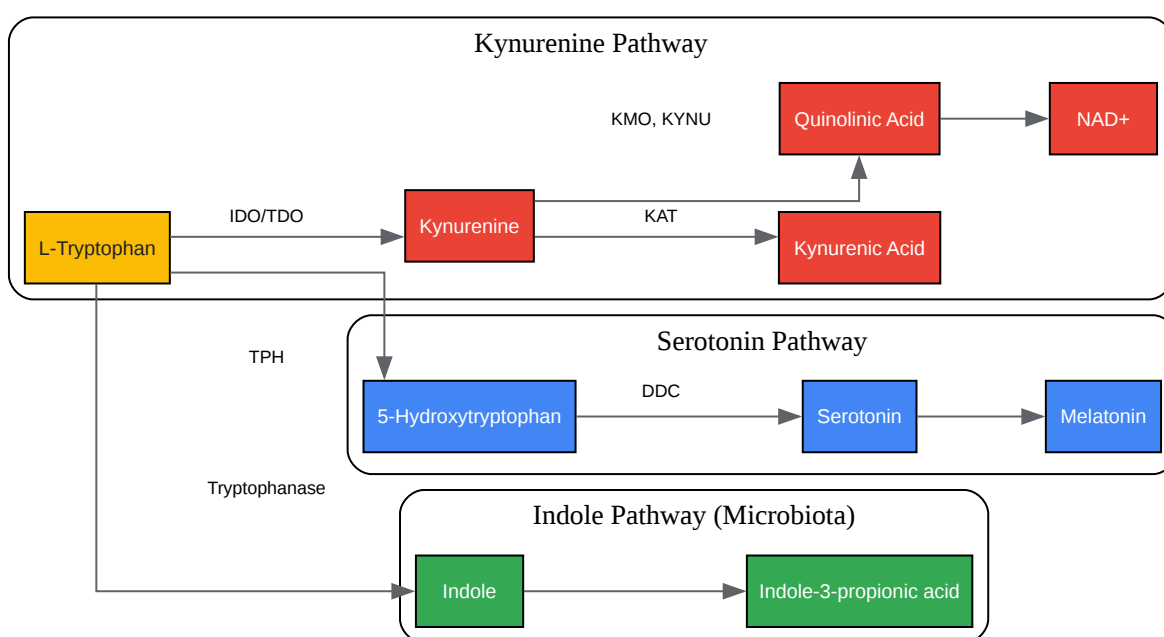 Kynurenine Pathway
KMO, KYNU
Quinolinic Acid
NAD+
L-Tryptophan
IDO/TDO
Kynurenine
KAT
Kynurenic Acid
Serotonin Pathway
TPH
5-Hydroxytryptophan
DDC
Serotonin
Melatonin
Tryptophanase
Indole Pathway (Microbiota)
Indole
Indole-3-propionic acid